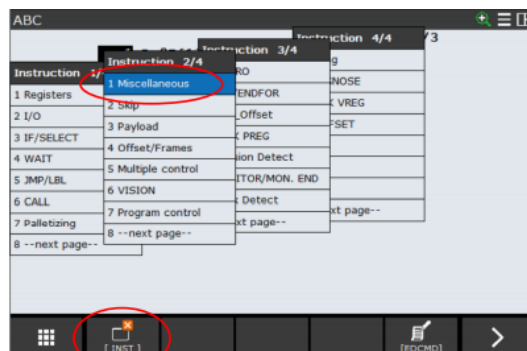 ABC
Instruction 4/4
/3
Instruction 3/4
Instruction 2/4
Instruction
1 Registers
2 I/O
3 IF/SELECT
4 WAIT
5 JMP/LBL
6 CALL
7 Palletizing
8 --next page--
1 Miscellaneous
2 Skip
3 Payload
4 Offset/Frames
5 Multiple control
6 VISION
7 Program control
8 --next page--
RO
ENDFOR
_Offset
PREG
ion Detect
ITOR/MON. END
Detect
xt page--
g
NOSE
VREG
FSET
xt page--
[ INST ]
[EDCMD]